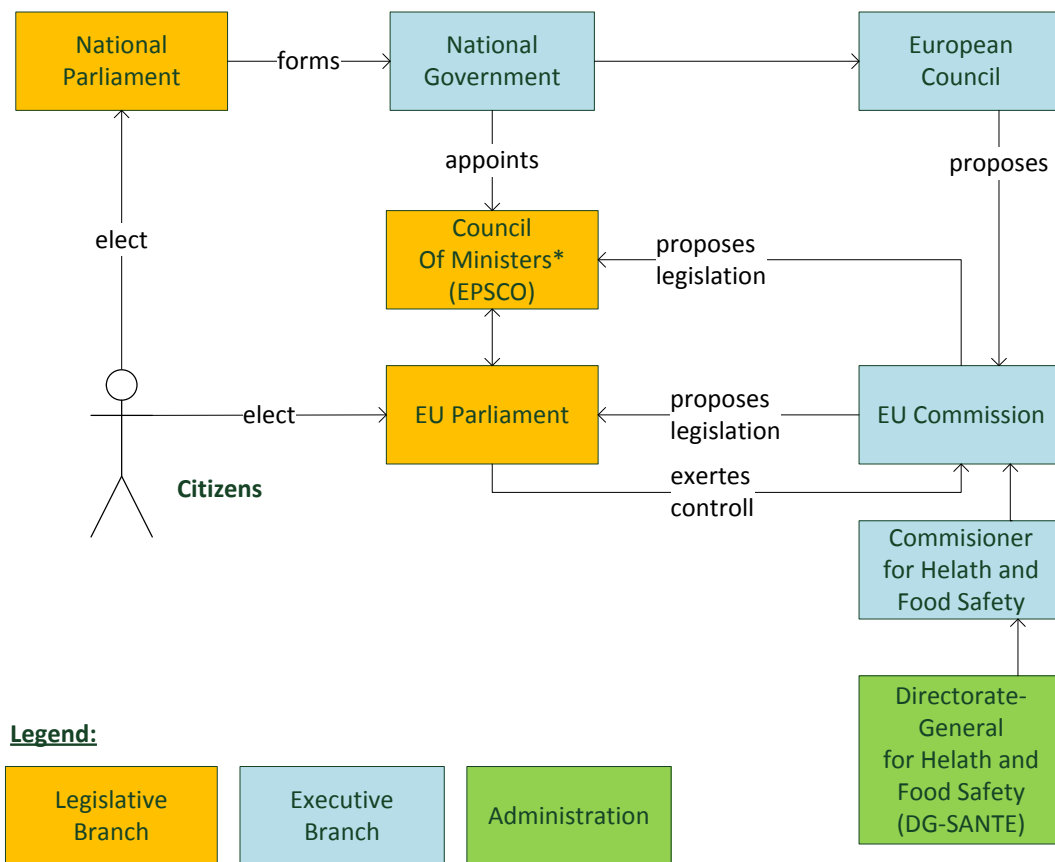 National
Parliament
forms
National
Government
European
Council
appoints
proposes
elect
Council
Of Ministers*
(EPSCO)
proposes
legislation
elect
EU Parliament
proposes
legislation
EU Commission
Citizens
exertes
controll
Commisioner
for Helath and
Food Safety
Directorate-
General
for Helath and
Food Safety
(DG-SANTE)
Legend:
Legislative
Branch
Executive
Branch
Administration